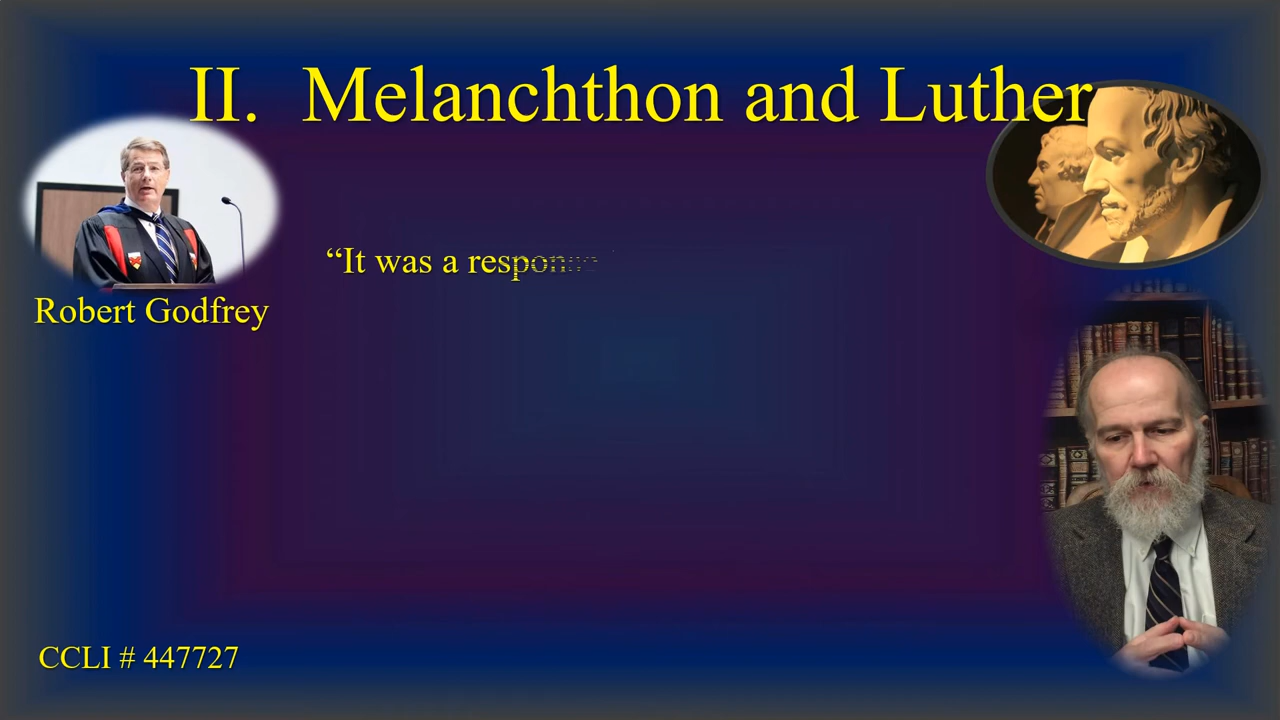 II. Melanchthon and Luther
“It was a
Robert Godfrey
CCLI # 447727